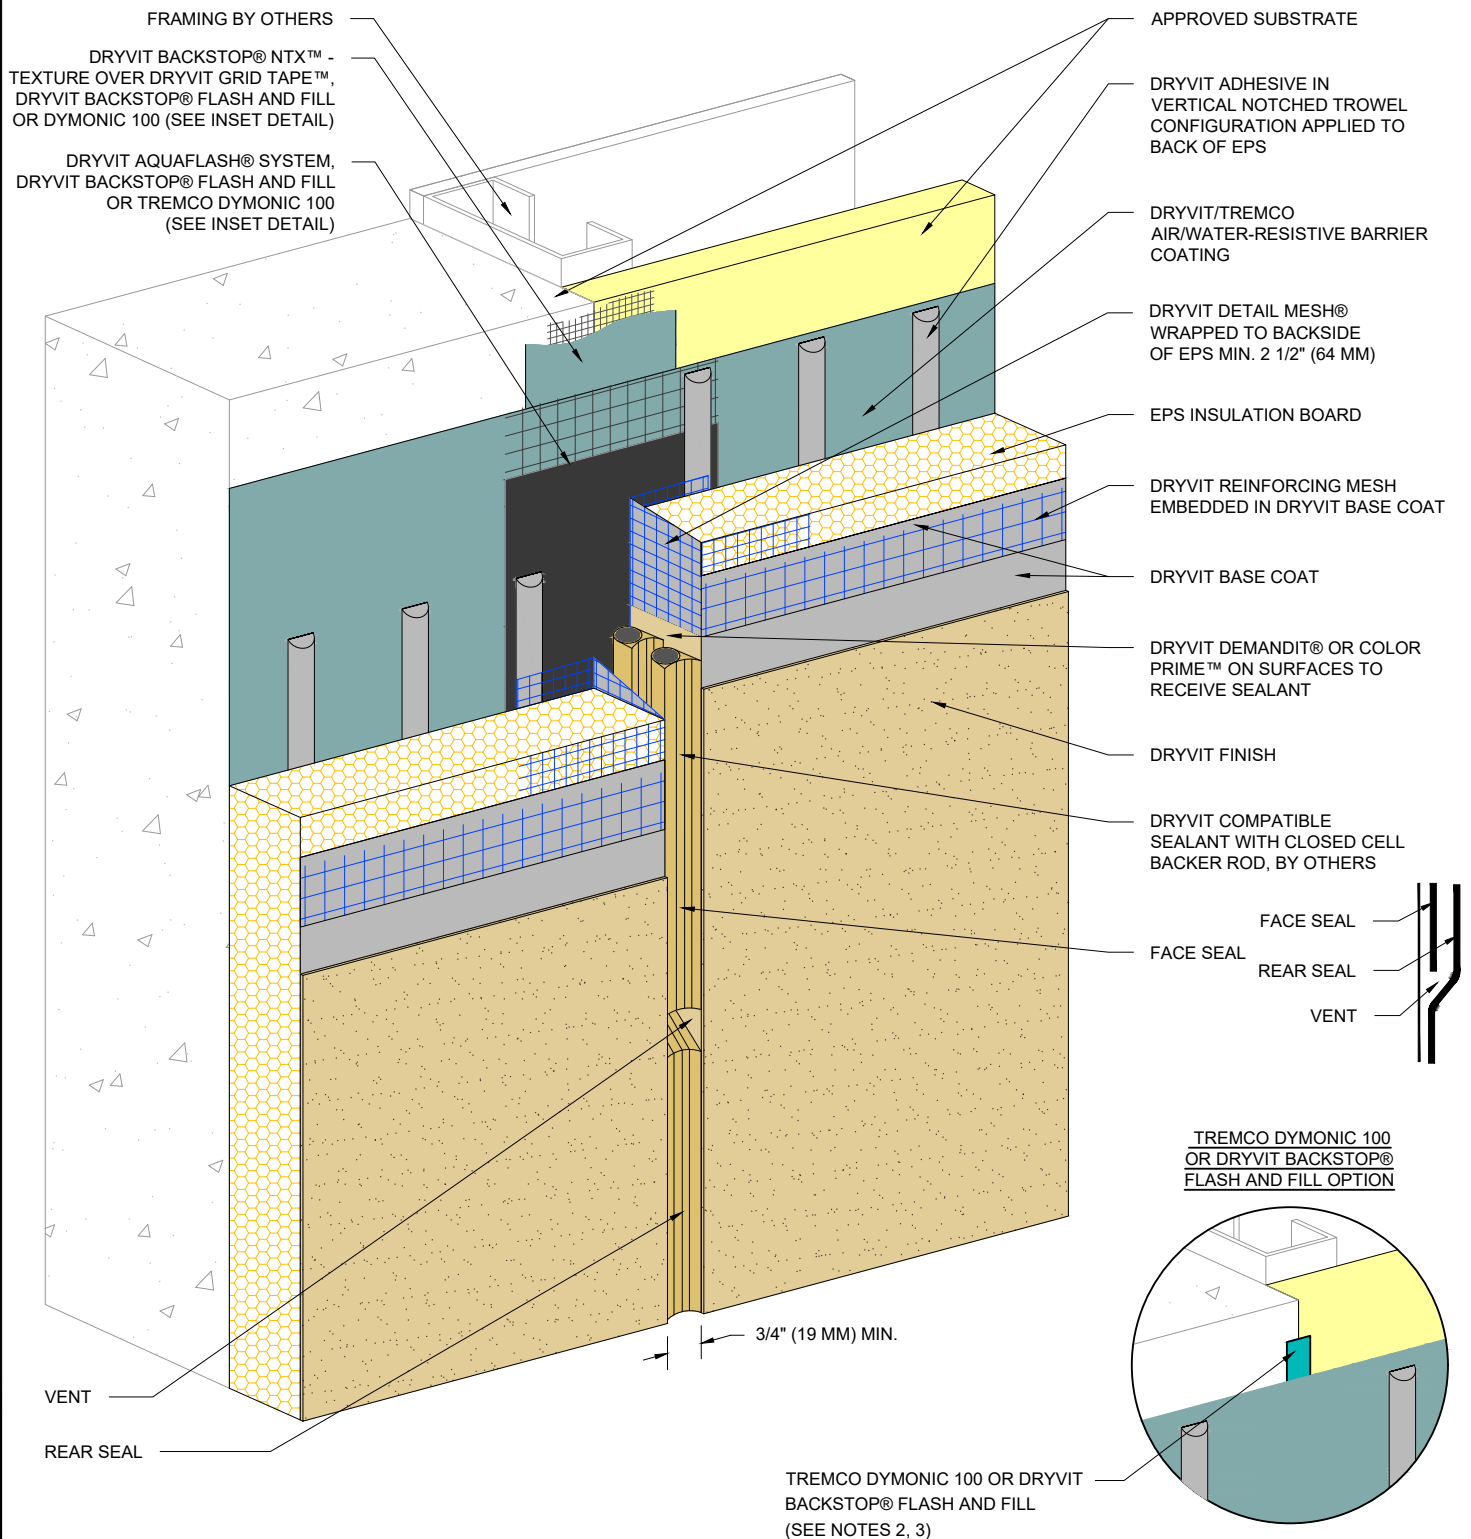 FRAMING BY OTHERS
DRYVIT BACKSTOP® NTX™ -
TEXTURE OVER DRYVIT GRID TAPE™,
DRYVIT BACKSTOP® FLASH AND FILL
OR DYMONIC 100 (SEE INSET DETAIL)
DRYVIT AQUAFLASH® SYSTEM,
DRYVIT BACKSTOP® FLASH AND FILL
OR TREMCO DYMONIC 100
(SEE INSET DETAIL)
APPROVED SUBSTRATE
DRYVIT ADHESIVE IN
VERTICAL NOTCHED TROWEL
CONFIGURATION APPLIED TO
BACK OF EPS
DRYVIT/TREMCO
AIR/WATER-RESISTIVE BARRIER
COATING
DRYVIT DETAIL MESH®
WRAPPED TO BACKSIDE
OF EPS MIN. 2 1/2" (64 MM)
EPS INSULATION BOARD
DRYVIT REINFORCING MESH
EMBEDDED IN DRYVIT BASE COAT
DRYVIT BASE COAT
DRYVIT DEMANDIT® OR COLOR
PRIME™ ON SURFACES TO
RECEIVE SEALANT
DRYVIT FINISH
DRYVIT COMPATIBLE
SEALANT WITH CLOSED CELL
BACKER ROD, BY OTHERS
FACE SEAL
FACE SEAL
REAR SEAL
VENT
TREMCO DYMONIC 100
OR DRYVIT BACKSTOP®
FLASH AND FILL OPTION
3/4" (19 MM) MIN.
VENT
REAR SEAL
TREMCO DYMONIC 100 OR DRYVIT
BACKSTOP® FLASH AND FILL
(SEE NOTES 2, 3)